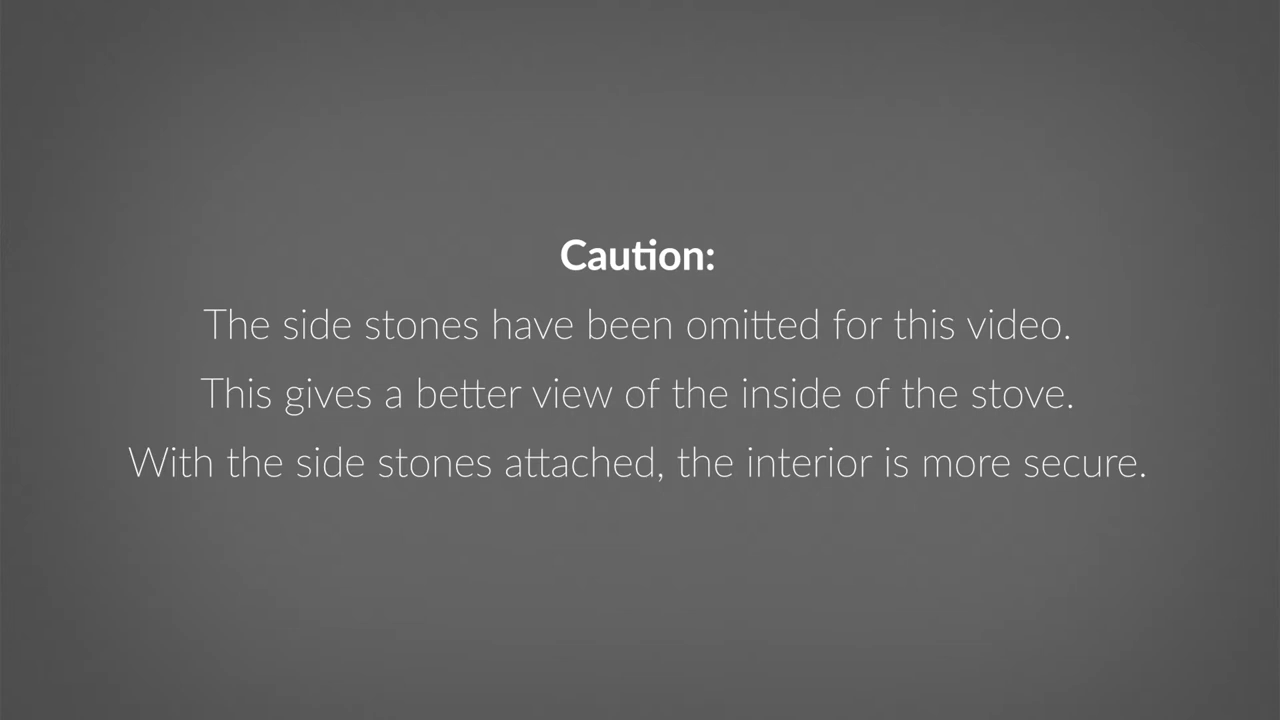 Caution:
The side stones have been omitted for this video.
This gives a better view of the inside of the stove.
With the side stones attached, the interior is more secure.